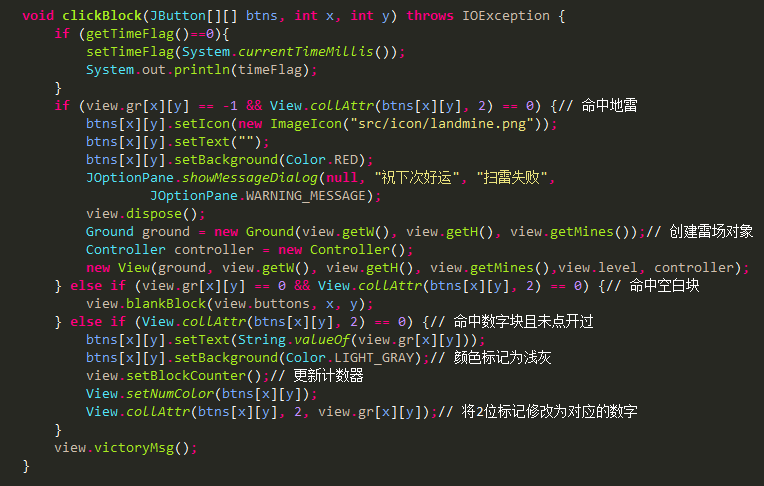 void clickBlock(JButton[][] btns, int x, int y) throws IOException {
    if (getTimeFlag()==0){
        setTimeFlag(System.currentTimeMillis());
        System.out.println(timeFlag);
    }
    if (view.gr[x][y] == -1 && View.collAttr(btns[x][y], 2) == 0) {// 命中地雷
        btns[x][y].setIcon(new ImageIcon("src/icon/landmine.png"));
        btns[x][y].setText("");
        btns[x][y].setBackground(Color.RED);
        JOptionPane.showMessageDialog(null, "祝下次好运", "扫雷失败",
                JOptionPane.WARNING_MESSAGE);
        view.dispose();
        Ground ground = new Ground(view.getW(), view.getH(), view.getMines());// 创建雷场对象
        Controller controller = new Controller();
        new View(ground, view.getW(), view.getH(), view.getMines(),view.level, controller);
    } else if (view.gr[x][y] == 0 && View.collAttr(btns[x][y], 2) == 0) {// 命中空白块
        view.blankBlock(view.buttons, x, y);
    } else if (View.collAttr(btns[x][y], 2) == 0) {// 命中数字块且未点开过
        btns[x][y].setText(String.valueOf(view.gr[x][y]));
        btns[x][y].setBackground(Color.LIGHT_GRAY);// 颜色标记为浅灰
        view.setBlockCounter();// 更新计数器
        View.setNumColor(btns[x][y]);
        View.collAttr(btns[x][y], 2, view.gr[x][y]);// 将2位标记修改为对应的数字
    }
    view.victoryMsg();
}